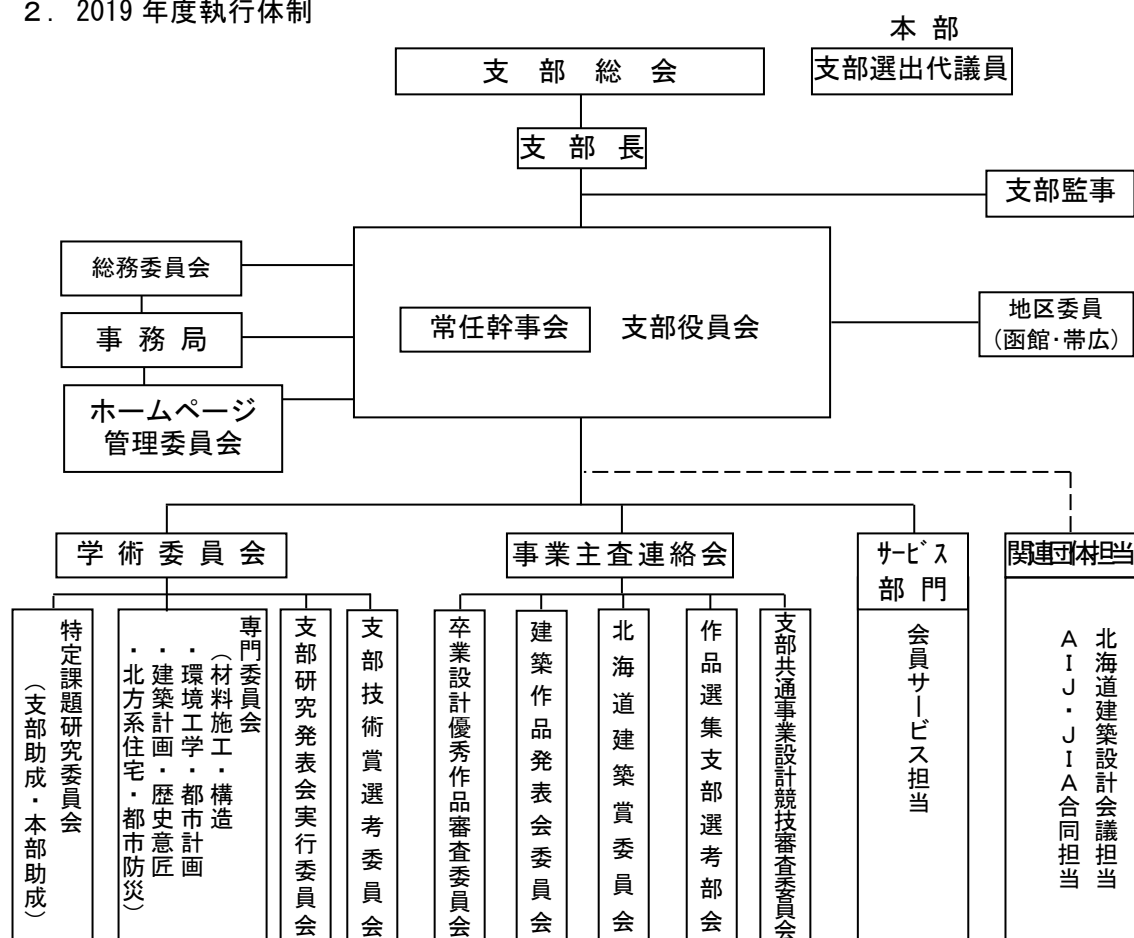 ２．2019 年度執行体制
本 部
支 部 総 会
支部選出代議員
支 部 長
支部監事
総務委員会
事 務 局
ホームページ
管理委員会
常任幹事会
支部役員会
地区委員
（函館・帯広）
学 術 委 員 会
事業主査連絡会
サービス
部 門
関連団体担当
特定課題研究委員会
（支部助成・本部助成）
専門委員会
（材料施工・構造
・環境工学・都市計画
・建築計画・歴史意匠
・北方系住宅・都市防災）
支部研究発表会実行委員会
支部技術賞選考委員会
卒業設計優秀作品審査委員会
建築作品発表会委員会
北海道建築賞委員会
作品選集支部選考部会
支部共通事業設計競技審査委員会
会員サービス担当
北海道建築設計会議担当
ＡＩＪ・ＪＩＡ合同担当